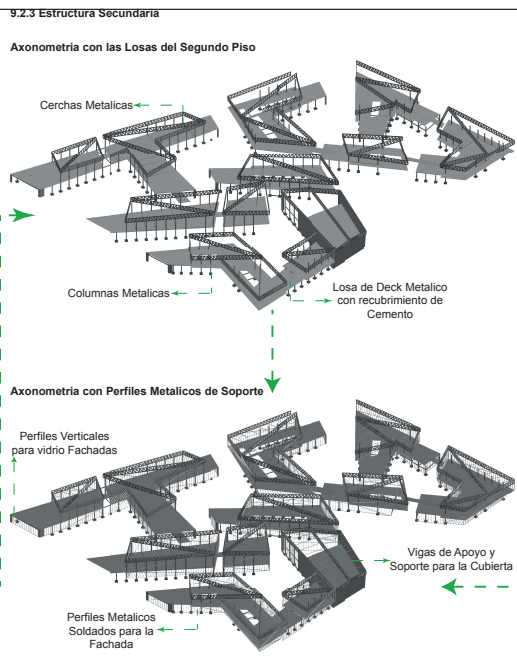 9.2.3 Estructura Secundaria
Axonometria con las Losas del Segundo Piso
Cerchas Metalicas
Columnas Metalicas
Losa de Deck Metalico
con recubrimiento de
Cemento
Axonometria con Perfiles Metalicos de Soporte
Perfiles Verticales
para vidrio Fachadas
Vigas de Apoyo y
Soporte para la Cubierta
Perfiles Metalicos
Soldados para la
Fachada